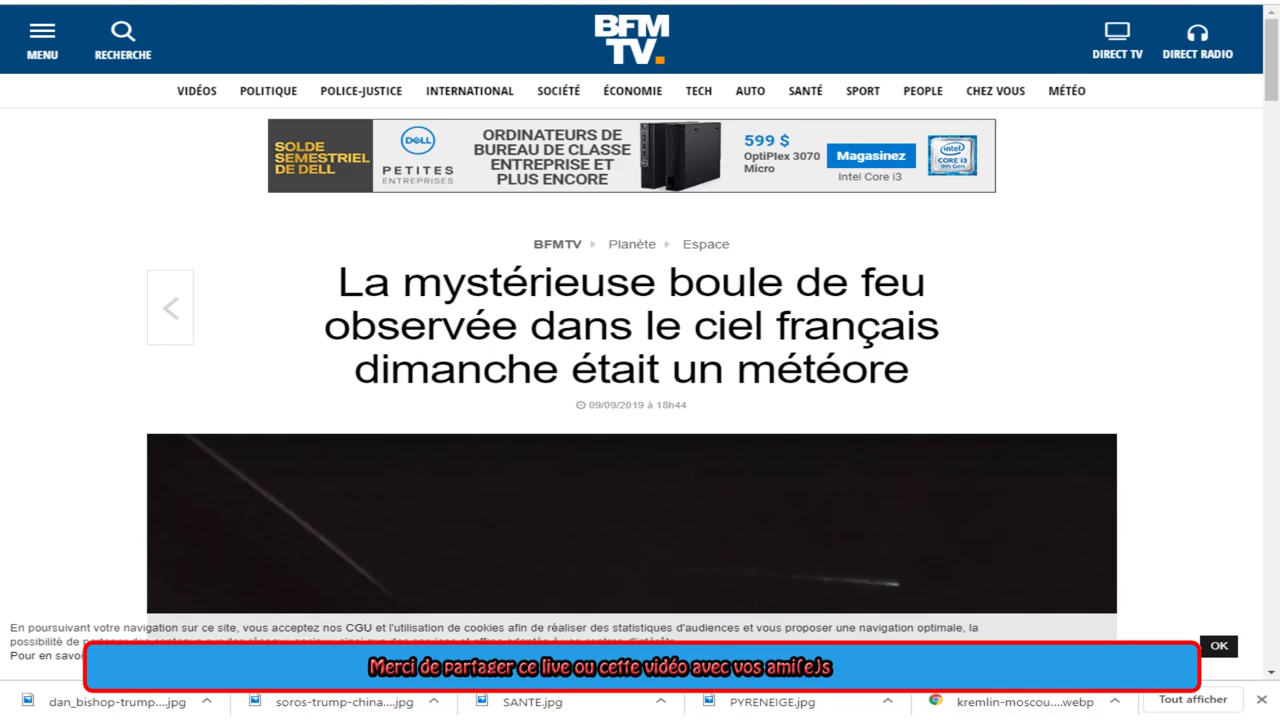 MENU
RECHERCHE
BFM
TV.
DIRECT TV
DIRECT RADIO
VIDÉOS POLITIQUE POLICE-JUSTICE INTERNATIONAL SOCIÉTÉ ÉCONOMIE TECH AUTO SANTÉ SPORT PEOPLE CHEZ VOUS MÉTÉO
SOLDE
SEMESTRIEL
DE DELL
DELL
PETITES
ENTREPRISES
ORDINATEURS DE
BUREAU DE CLASSE
ENTREPRISE ET
PLUS ENCORE
599 $
OptiPlex 3070
Micro
Magasinez
Intel Core i3
intel
CORE i3
9th Gen
BFMTV Planète Espace
La mystérieuse boule de feu
observée dans le ciel français
dimanche était un météore
09/09/2019 à 18h44
En poursuivant votre navigation sur ce site, vous acceptez nos CGU et l'utilisation de cookies afin de réaliser des statistiques d'audiences et vous proposer une navigation optimale, la
possibilité de
Pour en savoi
OK
Merci de partager ce live ou cette vidéo avec vos ami(e)s
dan_bishop-trump....jpg soros-trump-china....jpg SANTE.jpg PYRENEIGE.jpg kremlin-moscou....webp Tout afficher